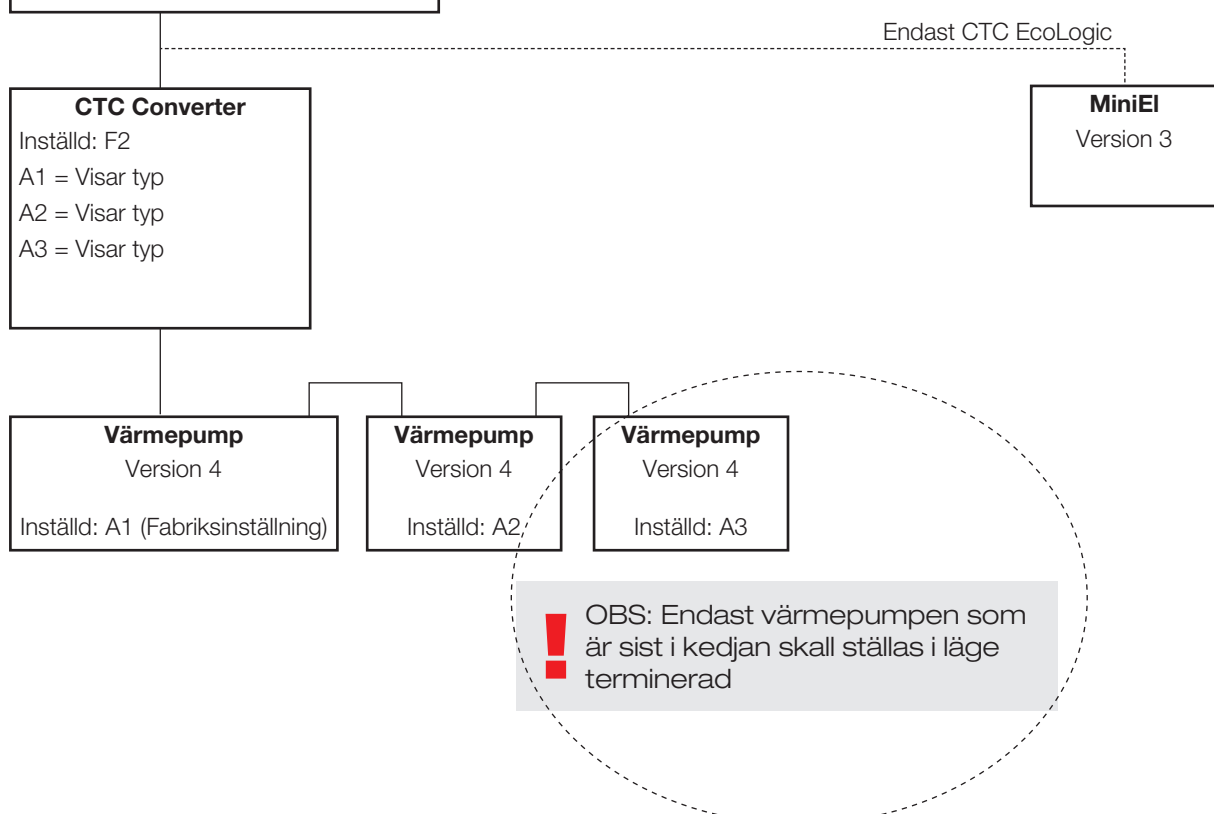 Endast CTC EcoLogic
CTC Converter
Inställd: F2
A1 = Visar typ
A2 = Visar typ
A3 = Visar typ
MiniEl
Version 3
Värmepump
Version 4
Inställd: A1 (Fabriksinställning)
Värmepump
Version 4
Inställd: A2
Värmepump
Version 4
Inställd: A3
! OBS: Endast värmepumpen som
är sist i kedjan skall ställas i läge
terminerad